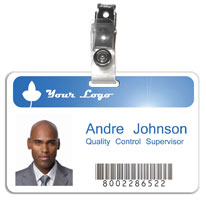 Your Logo
Andre Johnson
Quality Control Supervisor
8002286522